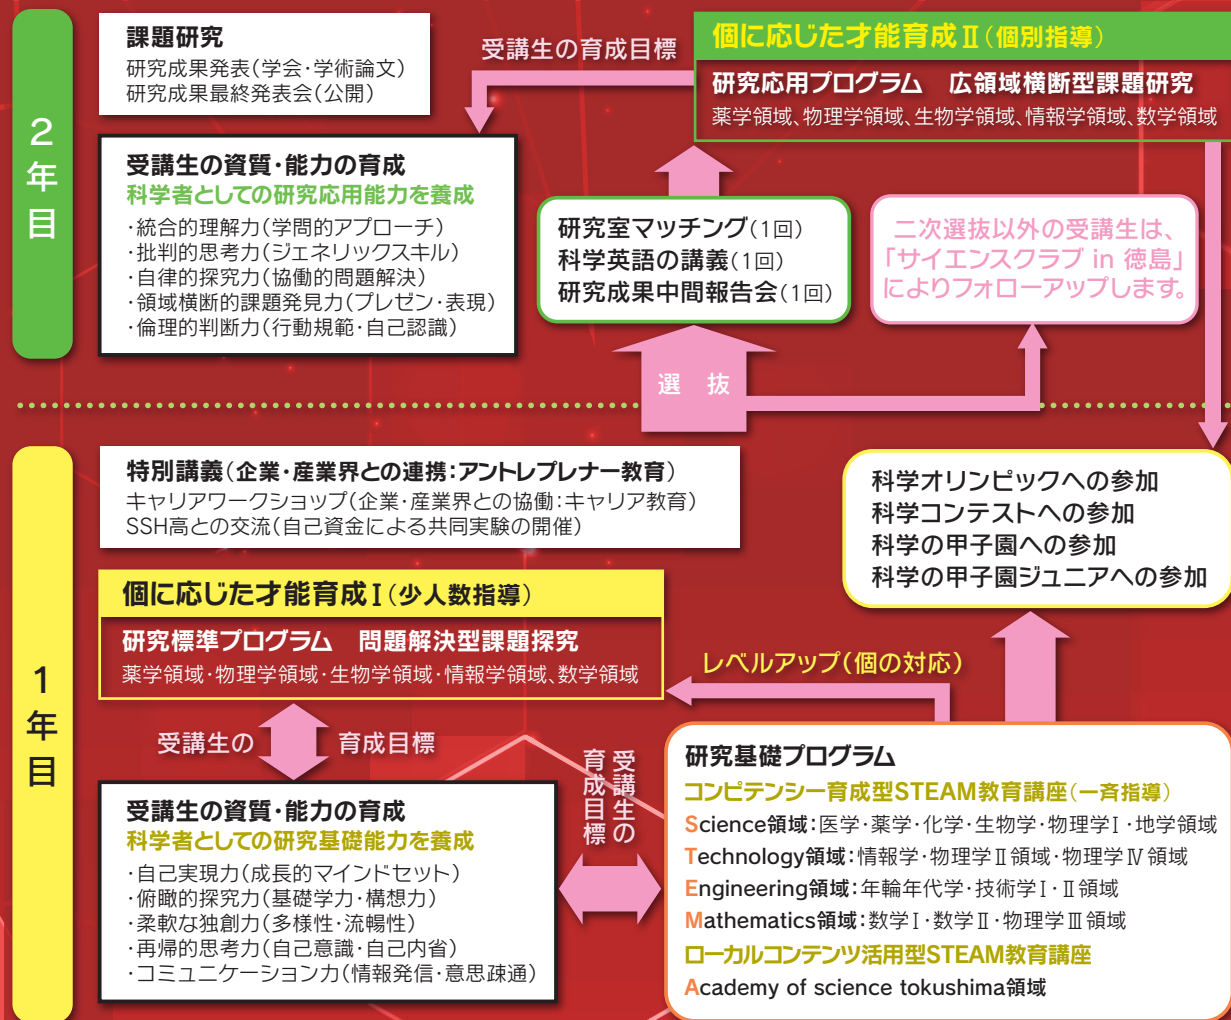 2年目
課題研究
研究成果発表(学会・学術論文)
研究成果最終発表会(公開)
受講生の育成目標
個に応じた才能育成Ⅱ(個別指導)
研究応用プログラム　広領域横断型課題研究
薬学領域、物理学領域、生物学領域、情報学領域、数学領域
受講生の資質・能力の育成
科学者としての研究応用能力を養成
・統合的理解力(学問的アプローチ)
・批判的思考力(ジェネリックスキル)
・自律的探究力(協働的問題解決)
・領域横断的課題発見力(プレゼン・表現)
・倫理的判断力(行動規範・自己認識)
研究室マッチング(1回)
科学英語の講義(1回)
研究成果中間報告会(1回)
二次選抜以外の受講生は、
「サイエンスクラブ in 徳島」
によりフォローアップします。
選　抜
1年目
特別講義(企業・産業界との連携：アントレプレナー教育)
キャリアワークショップ(企業・産業界との協働：キャリア教育)
SSH高との交流(自己資金による共同実験の開催)
科学オリンピックへの参加
科学コンテストへの参加
科学の甲子園への参加
科学の甲子園ジュニアへの参加
個に応じた才能育成Ⅰ(少人数指導)
研究標準プログラム　問題解決型課題探究
薬学領域・物理学領域・生物学領域・情報学領域、数学領域
レベルアップ(個の対応)
受講生の　育成目標
受講生の
育成目標
受講生の資質・能力の育成
科学者としての研究基礎能力を養成
・自己実現力(成長的マインドセット)
・俯瞰的探究力(基礎学力・構想力)
・柔軟な独創力(多様性・流暢性)
・再帰的思考力(自己意識・自己内省)
・コミュニケーション力(情報発信・意思疎通)
研究基礎プログラム
コンピテンシー育成型STEAM教育講座(一斉指導)
Science領域：医学・薬学・化学・生物学・物理学Ⅰ・地学領域
Technology領域：情報学・物理学Ⅱ領域・物理学Ⅳ領域
Engineering領域：年輪年代学・技術学Ⅰ・Ⅱ領域
Mathematics領域：数学Ⅰ・数学Ⅱ・物理学Ⅲ領域
ローカルコンテンツ活用型STEAM教育講座
Academy of science tokushima領域